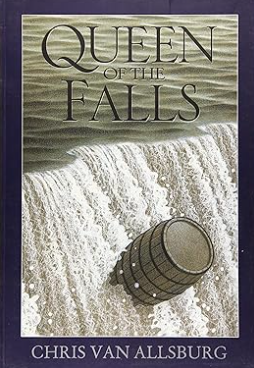 QUEEN
OF THE
FALLS
CHRIS VAN ALLSBURG